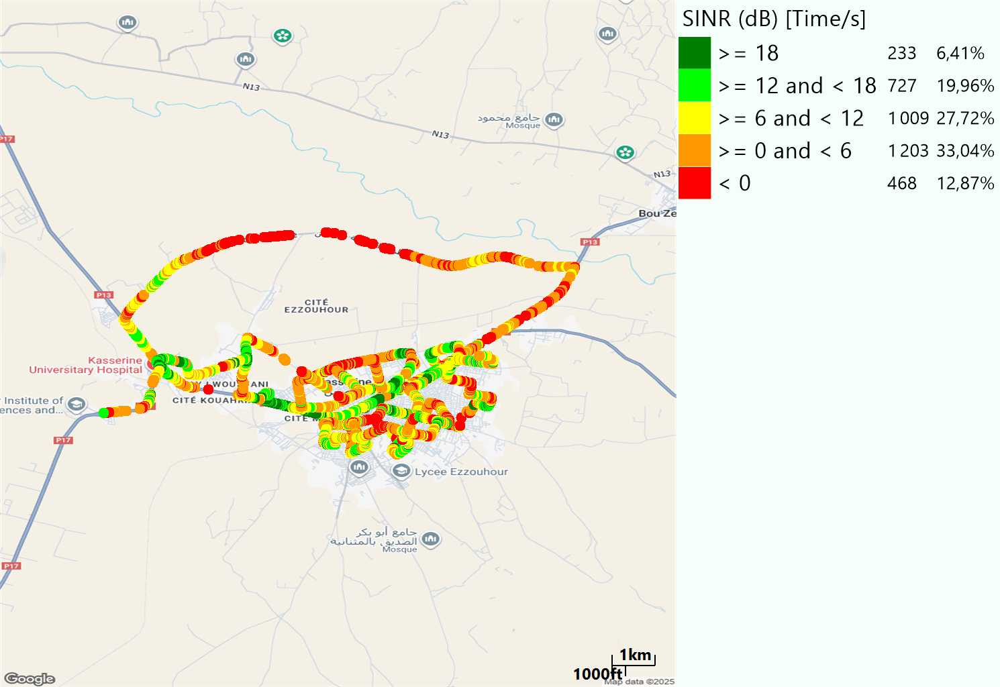 SINR (dB) [Time/s]
>= 18 233 6,41%
>= 12 and < 18 727 19,96%
>= 6 and < 12 1 009 27,72%
>= 0 and < 6 1 203 33,04%
< 0 468 12,87%
N13
جامع محمود
Mosque
N13
P17
N13
Bou Ze
P13
P13
CITÉ
EZZOUHOUR
Kasserine
Universitary Hospital
Institute of
ences and...
CITÉ
P17
Lycee Ezzouhour
جامع أبو بكر
الصديق بالمثنانية
Mosque
P17
1km
1000ft
Google
Map data ©2025